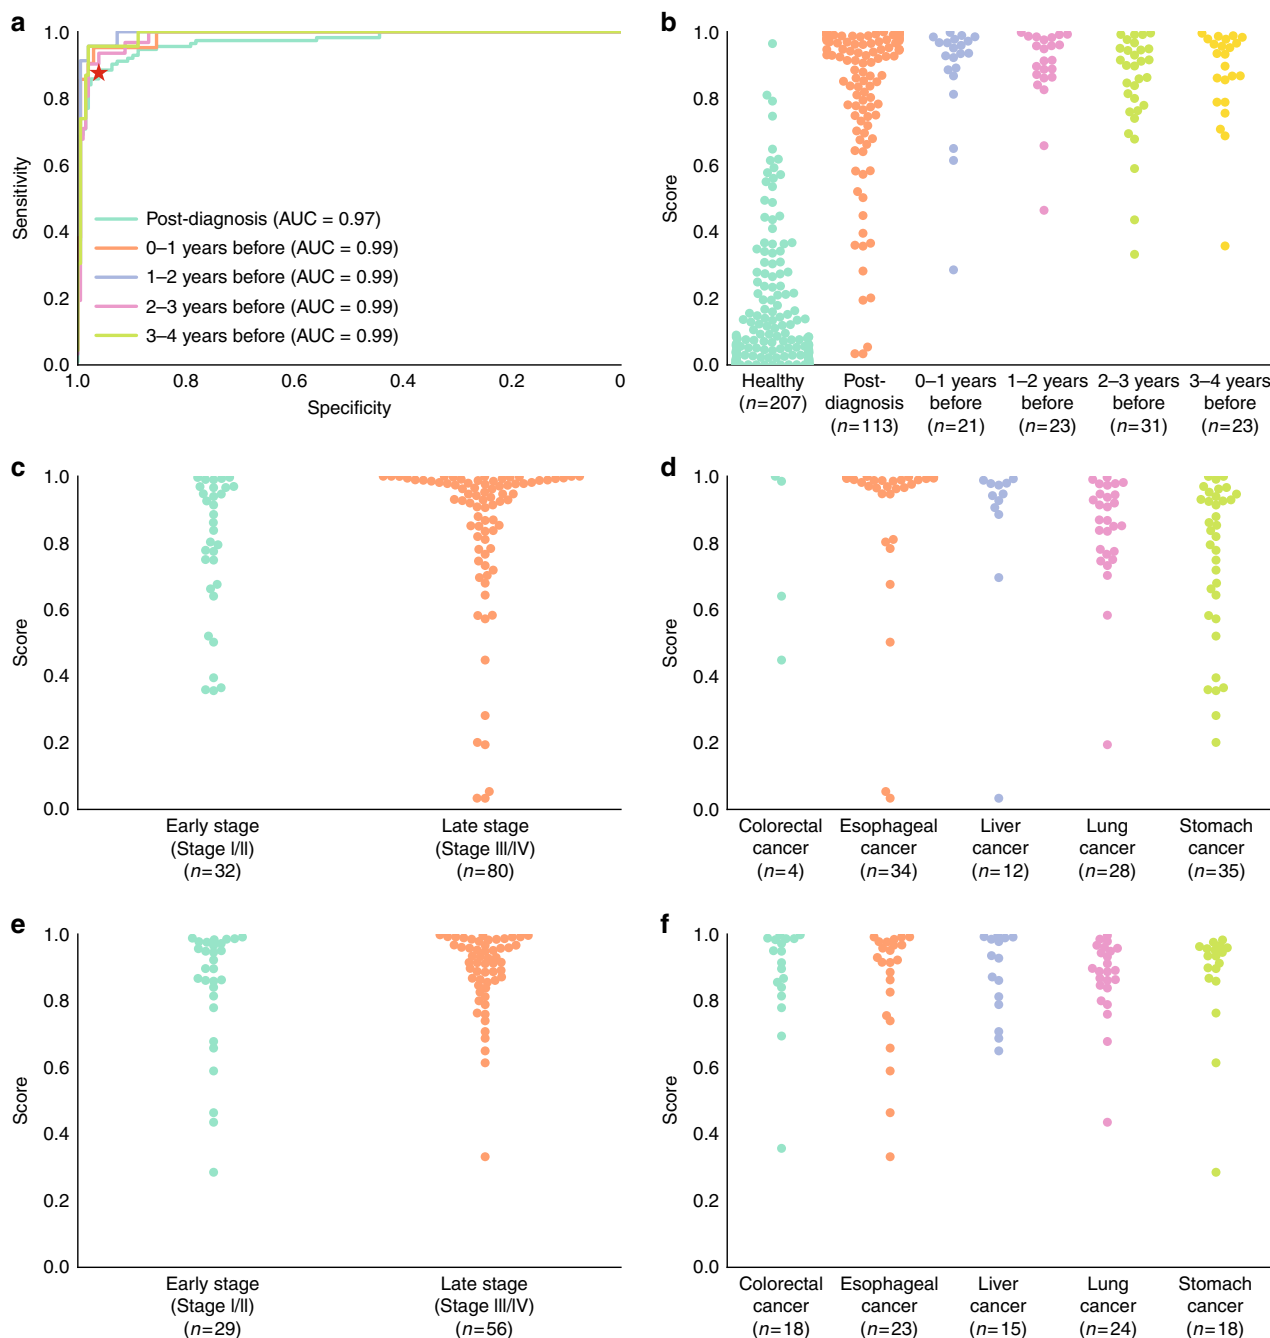 a
1.0
0.8
0.6
0.4
0.2
0.0
Sensitivity
Post-diagnosis (AUC = 0.97)
0–1 years before (AUC = 0.99)
1–2 years before (AUC = 0.99)
2–3 years before (AUC = 0.99)
3–4 years before (AUC = 0.99)
1.0 0.8 0.6 0.4 0.2 0
Specificity
b
1.0
0.8
0.6
0.4
0.2
0.0
Score
Healthy
(n=207)
Post-
diagnosis
(n=113)
0–1 years
before
(n=21)
1–2 years
before
(n=23)
2–3 years
before
(n=31)
3–4 years
before
(n=23)
c
1.0
0.8
0.6
0.4
0.2
0.0
Score
Early stage
(Stage I/II)
(n=32)
Late stage
(Stage III/IV)
(n=80)
d
1.0
0.8
0.6
0.4
0.2
0.0
Score
Colorectal
cancer
(n=4)
Esophageal
cancer
(n=34)
Liver
cancer
(n=12)
Lung
cancer
(n=28)
Stomach
cancer
(n=35)
e
1.0
0.8
0.6
0.4
0.2
0.0
Score
Early stage
(Stage I/II)
(n=29)
Late stage
(Stage III/IV)
(n=56)
f
1.0
0.8
0.6
0.4
0.2
0.0
Score
Colorectal
cancer
(n=18)
Esophageal
cancer
(n=23)
Liver
cancer
(n=15)
Lung
cancer
(n=24)
Stomach
cancer
(n=18)